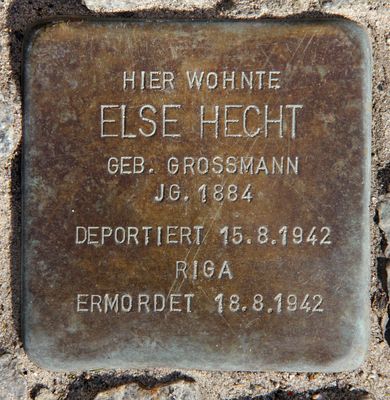 HIER WOHNTE
ELSE HECHT
GEB. GROSSMANN
JG. 1884
DEPORTIERT 15.8.1942
RIGA
ERMORDET 18.8.1942